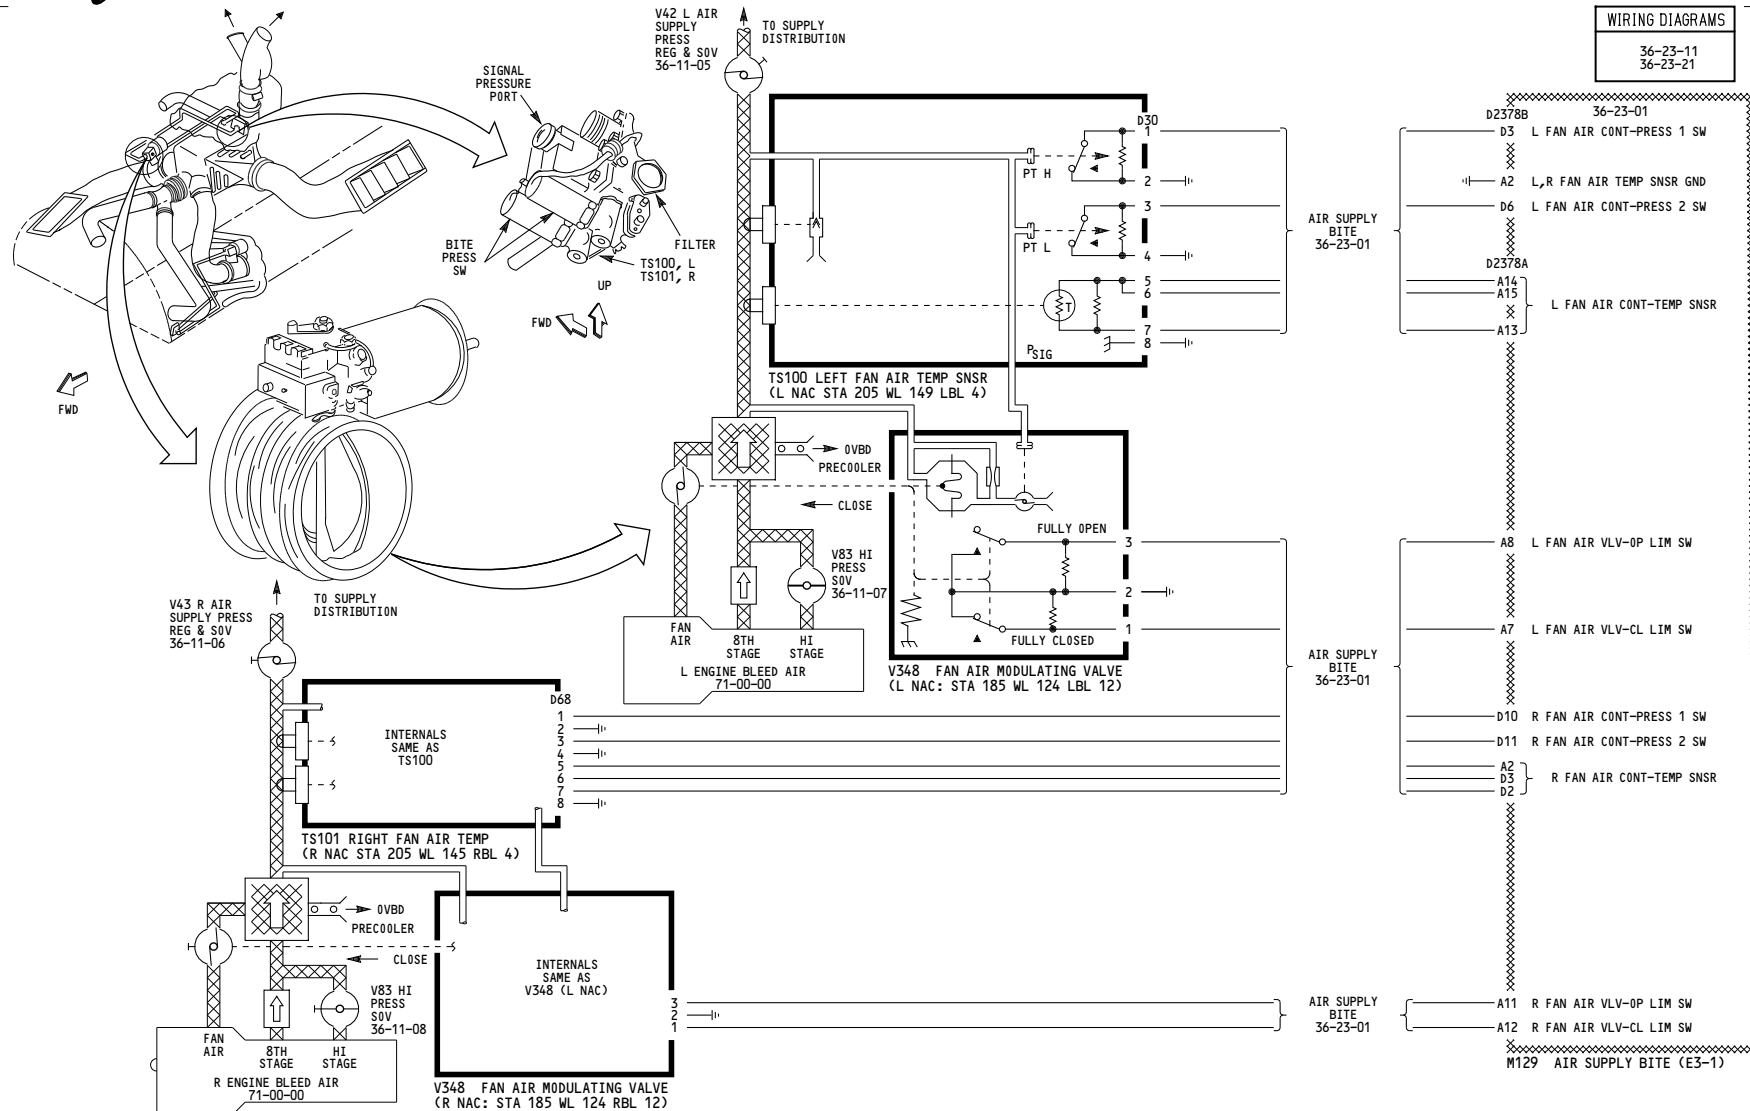 WIRING DIAGRAMS
36-23-11
36-23-21
V42 L AIR
SUPPLY
PRESS
REG & SOV
36-11-05
TO SUPPLY
DISTRIBUTION
SIGNAL
PRESSURE
PORT
BITE
PRESS
SW
FILTER
TS100, L
TS101, R
UP
FWD
FWD
D30
1
2
3
4
5
6
7
8
PT H
PT L
T
PSIG
TS100 LEFT FAN AIR TEMP SNSR
(L NAC STA 205 WL 149 LBL 4)
AIR SUPPLY
BITE
36-23-01
D2378B
36-23-01
D3 L FAN AIR CONT-PRESS 1 SW
A2 L,R FAN AIR TEMP SNSR GND
D6 L FAN AIR CONT-PRESS 2 SW
D2378A
A14
A15
L FAN AIR CONT-TEMP SNSR
A13
OVBD
PRECOOLER
CLOSE
FULLY OPEN
3
2
FULLY CLOSED
1
V83 HI
PRESS
SOV
36-11-07
FAN
AIR
8TH
STAGE
HI
STAGE
L ENGINE BLEED AIR
71-00-00
V348 FAN AIR MODULATING VALVE
(L NAC: STA 185 WL 124 LBL 12)
A8 L FAN AIR VLV-OP LIM SW
A7 L FAN AIR VLV-CL LIM SW
AIR SUPPLY
BITE
36-23-01
V43 R AIR
SUPPLY PRESS
REG & SOV
36-11-06
TO SUPPLY
DISTRIBUTION
D68
1
2
3
4
5
6
7
8
INTERNALS
SAME AS
TS100
TS101 RIGHT FAN AIR TEMP
(R NAC STA 205 WL 145 RBL 4)
D10 R FAN AIR CONT-PRESS 1 SW
D11 R FAN AIR CONT-PRESS 2 SW
A2
D3 R FAN AIR CONT-TEMP SNSR
D2
OVBD
PRECOOLER
CLOSE
V83 HI
PRESS
SOV
36-11-08
INTERNALS
SAME AS
V348 (L NAC)
3
2
1
FAN
AIR
8TH
STAGE
HI
STAGE
R ENGINE BLEED AIR
71-00-00
V348 FAN AIR MODULATING VALVE
(R NAC: STA 185 WL 124 RBL 12)
AIR SUPPLY
BITE
36-23-01
A11 R FAN AIR VLV-OP LIM SW
A12 R FAN AIR VLV-CL LIM SW
M129 AIR SUPPLY BITE (E3-1)